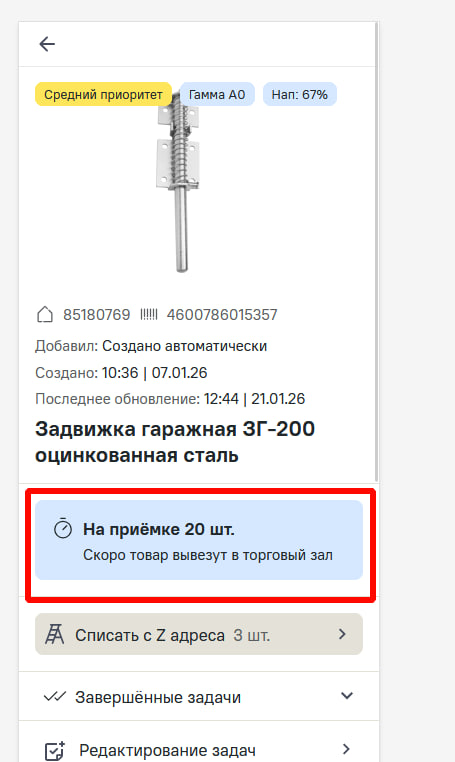 Средний приоритет Гамма A0 Нап: 67%
85180769 4600786015357
Добавил: Создано автоматически
Создано: 10:36 | 07.01.26
Последнее обновление: 12:44 | 21.01.26
Задвижка гаражная ЗГ-200
оцинкованная сталь
На приёмке 20 шт.
Скоро товар вывезут в торговый зал
Списать с Z адреса 3 шт.
Завершённые задачи
Редактирование задач